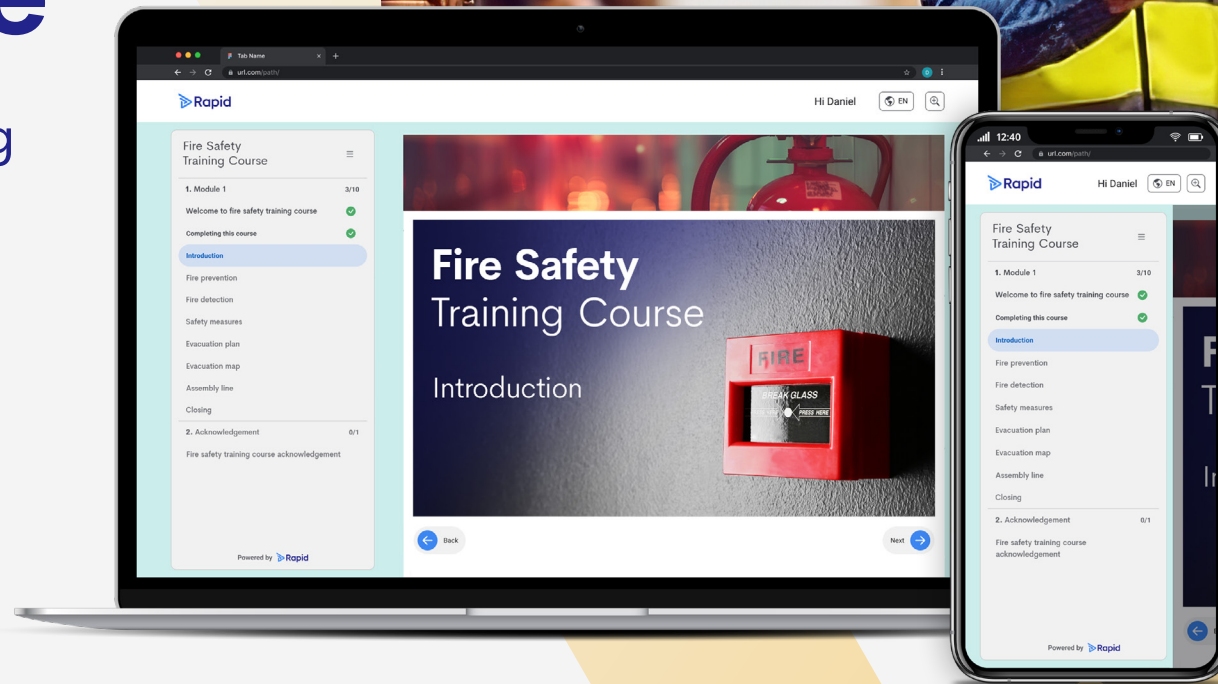 e
g
Tab Name
url.com/path/
Rapid
Hi Daniel
EN
Fire Safety
Training Course
1. Module 1 3/10
Welcome to fire safety training course
Completing this course
Introduction
Fire prevention
Fire detection
Safety measures
Evacuation plan
Evacuation map
Assembly line
Closing
2. Acknowledgement 0/1
Fire safety training course acknowledgement
Powered by Rapid
Fire Safety
Training Course
Introduction
FIRE
BREAK GLASS
PRESS HERE
Back
Next
12:40
url.com/path/
Rapid
Hi Daniel
EN
Fire Safety
Training Course
1. Module 1 3/10
Welcome to fire safety training course
Completing this course
Introduction
Fire prevention
Fire detection
Safety measures
Evacuation plan
Evacuation map
Assembly line
Closing
2. Acknowledgement 0/1
Fire safety training course
acknowledgement
Powered by Rapid
F
T